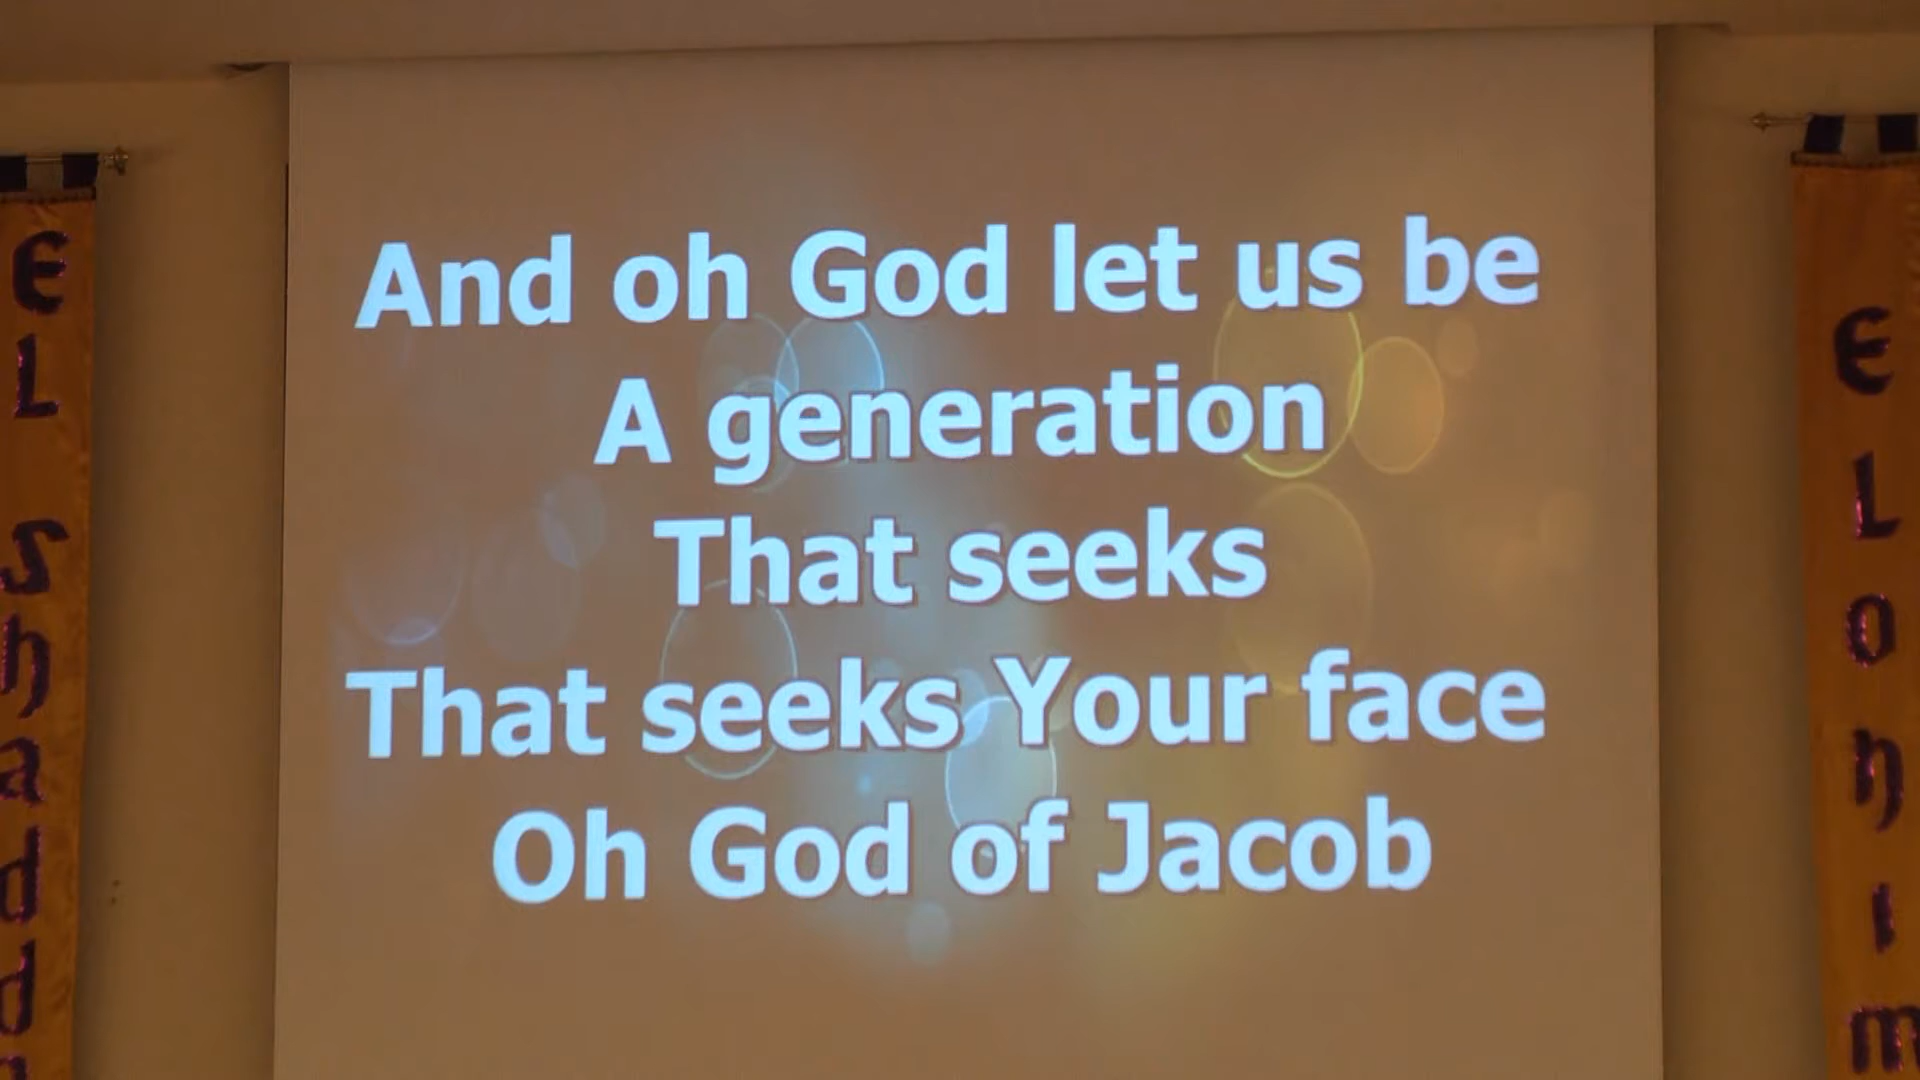 And oh God let us be
A generation
That seeks
That seeks Your face
Oh God of Jacob
EL Shadd
ELOhIm